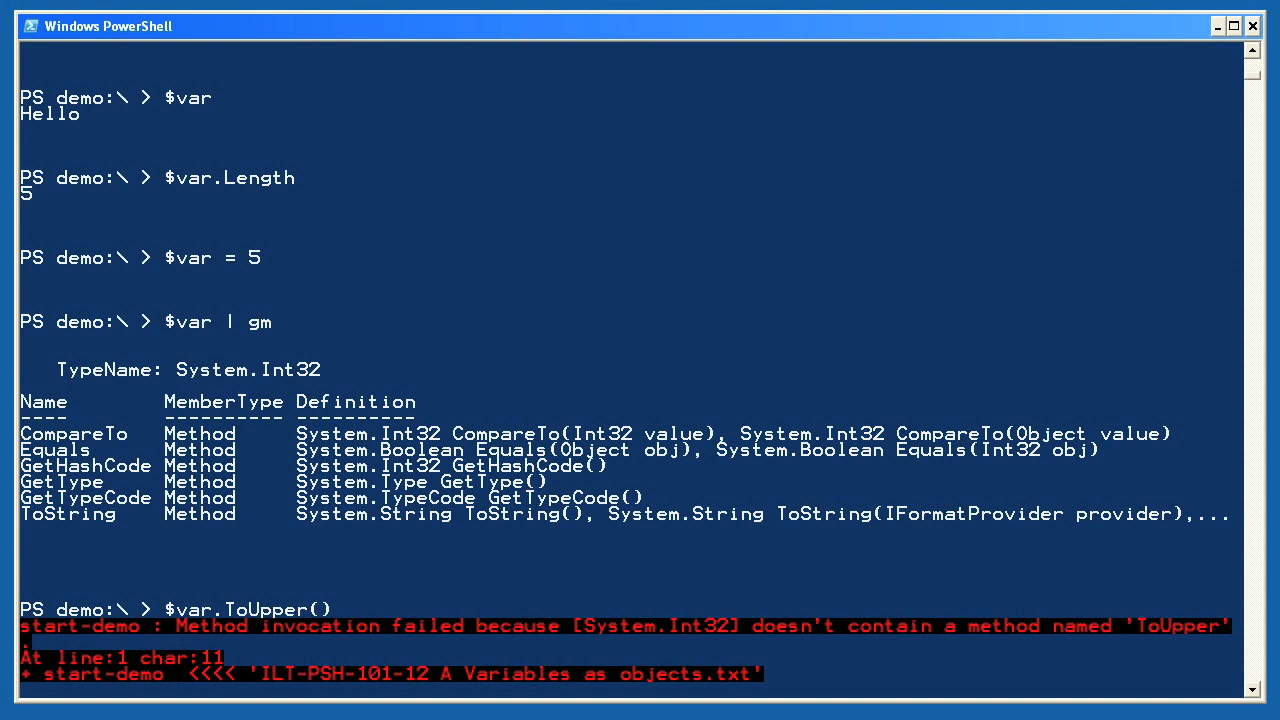 Windows PowerShell
PS demo:\ > $var
Hello
PS demo:\ > $var.Length
5
PS demo:\ > $var = 5
PS demo:\ > $var | gm
TypeName: System.Int32
Name MemberType Definition
---- ---------- ----------
CompareTo Method System.Int32 CompareTo(Int32 value), System.Int32 CompareTo(Object value)
Equals Method System.Boolean Equals(Object obj), System.Boolean Equals(Int32 obj)
GetHashCode Method System.Int32 GetHashCode()
GetType Method System.Type GetType()
GetTypeCode Method System.TypeCode GetTypeCode()
ToString Method System.String ToString(), System.String ToString(IFormatProvider provider),...
PS demo:\ > $var.ToUpper()
start-demo : Method invocation failed because [System.Int32] doesn't contain a method named 'ToUpper'
.
At line:1 char:11
+ start-demo <<<< 'ILT-PSH-101-12 A Variables as objects.txt'